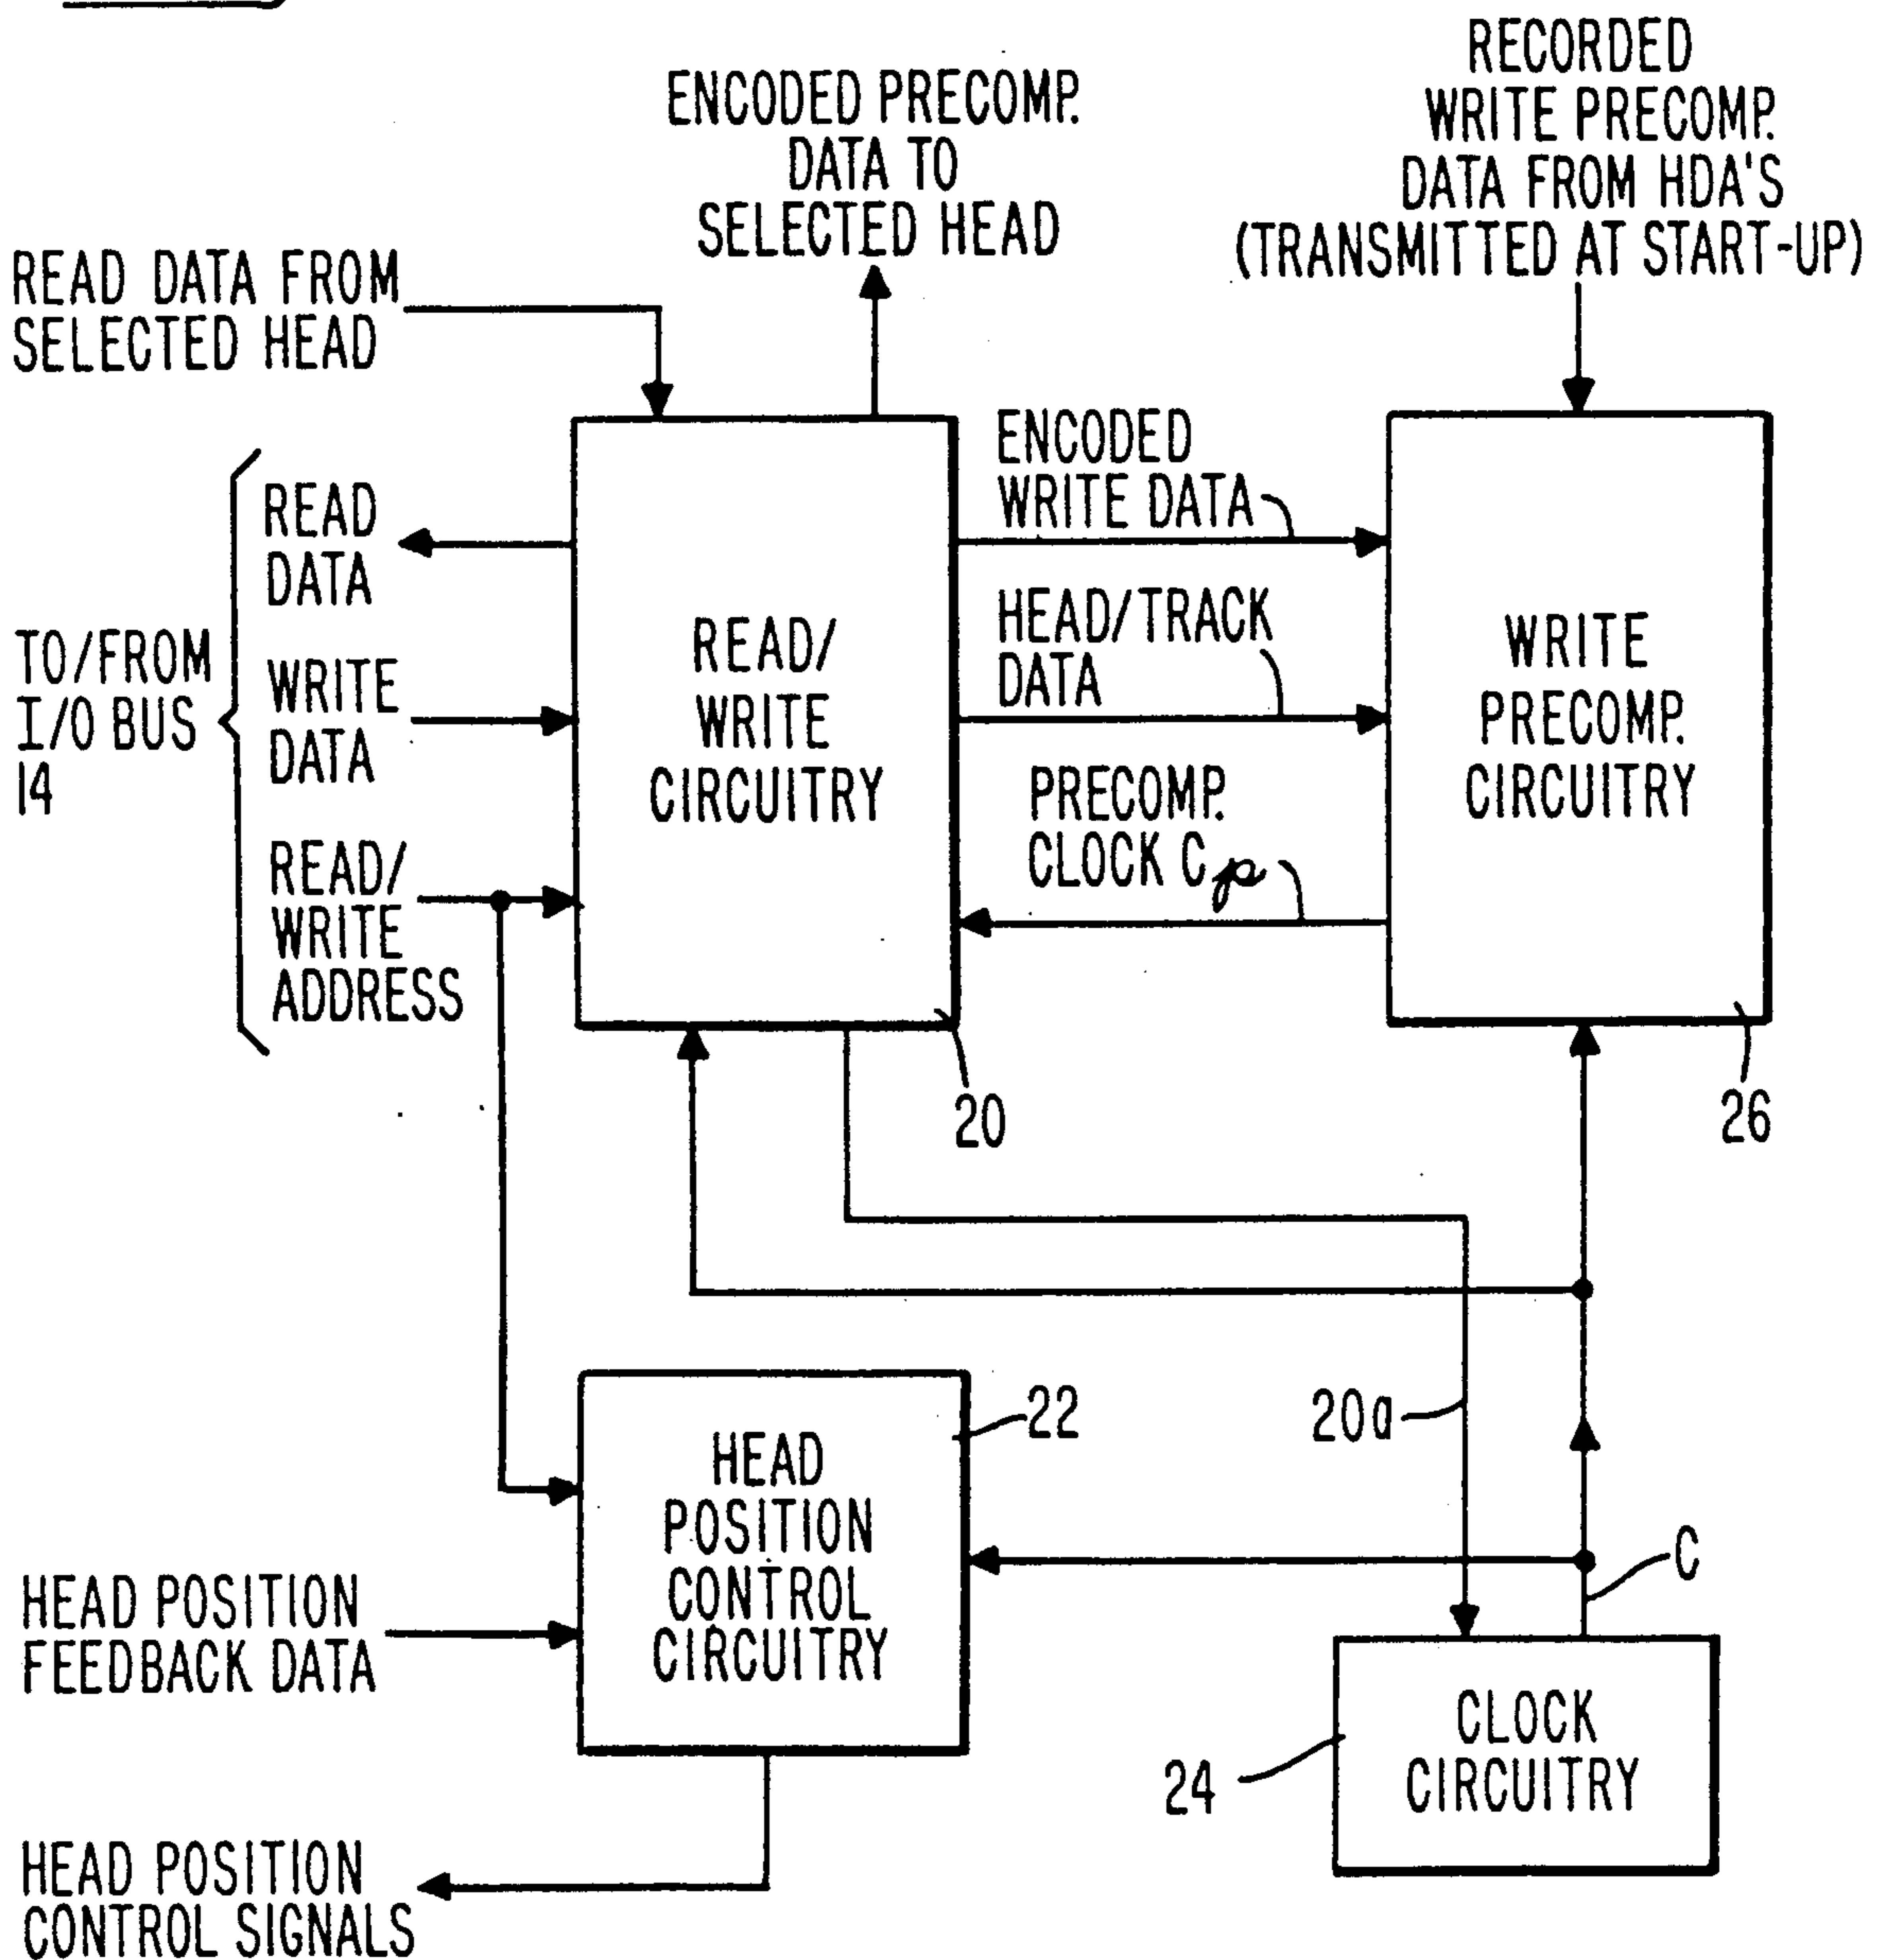 RECORDED
WRITE PRECOMP.
DATA FROM HDA'S
(TRANSMITTED AT START-UP)
ENCODED PRECOMP.
DATA TO
SELECTED HEAD
READ DATA FROM
SELECTED HEAD
TO/FROM
I/O BUS
14
READ
DATA
WRITE
DATA
READ/
WRITE
ADDRESS
READ/
WRITE
CIRCUITRY
20
ENCODED
WRITE DATA
HEAD/TRACK
DATA
PRECOMP.
CLOCK Cp
WRITE
PRECOMP.
CIRCUITRY
26
HEAD
POSITION
CONTROL
CIRCUITRY
22
20a
C
HEAD POSITION
FEEDBACK DATA
CLOCK
CIRCUITRY
24
HEAD POSITION
CONTROL SIGNALS